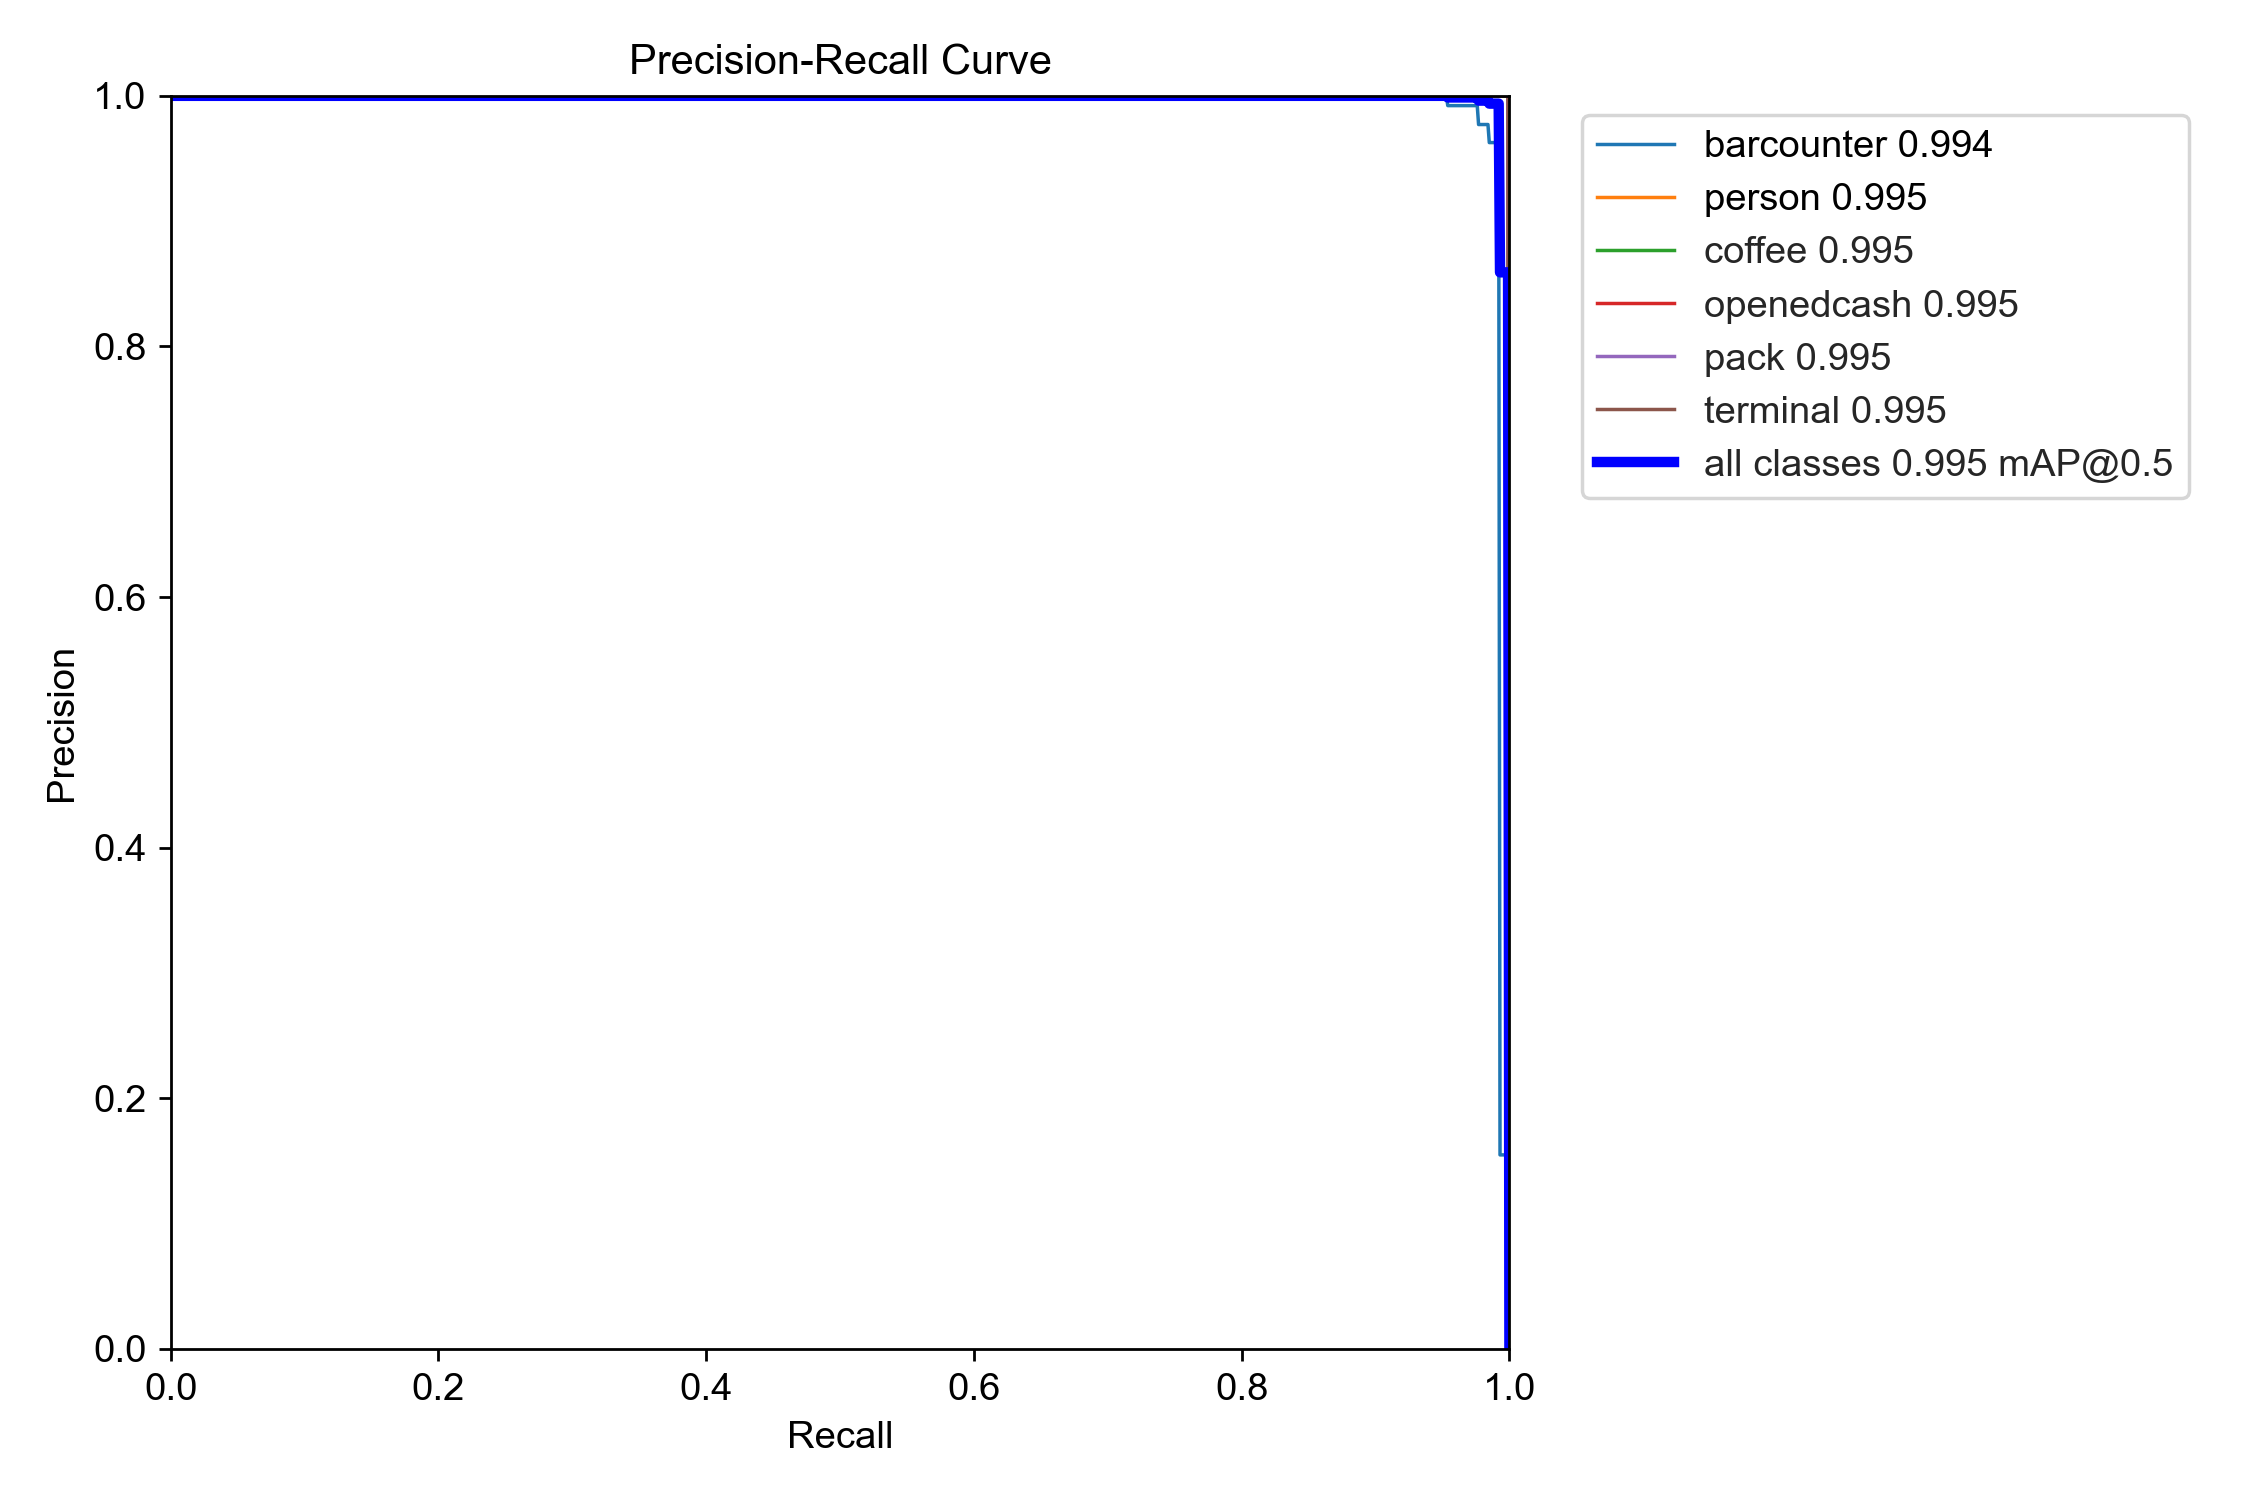 Precision-Recall Curve
1.0
0.8
0.6
0.4
0.2
0.0
Precision
0.0 0.2 0.4 0.6 0.8 1.0
Recall
barcounter 0.994
person 0.995
coffee 0.995
openedcash 0.995
pack 0.995
terminal 0.995
all classes 0.995 mAP@0.5